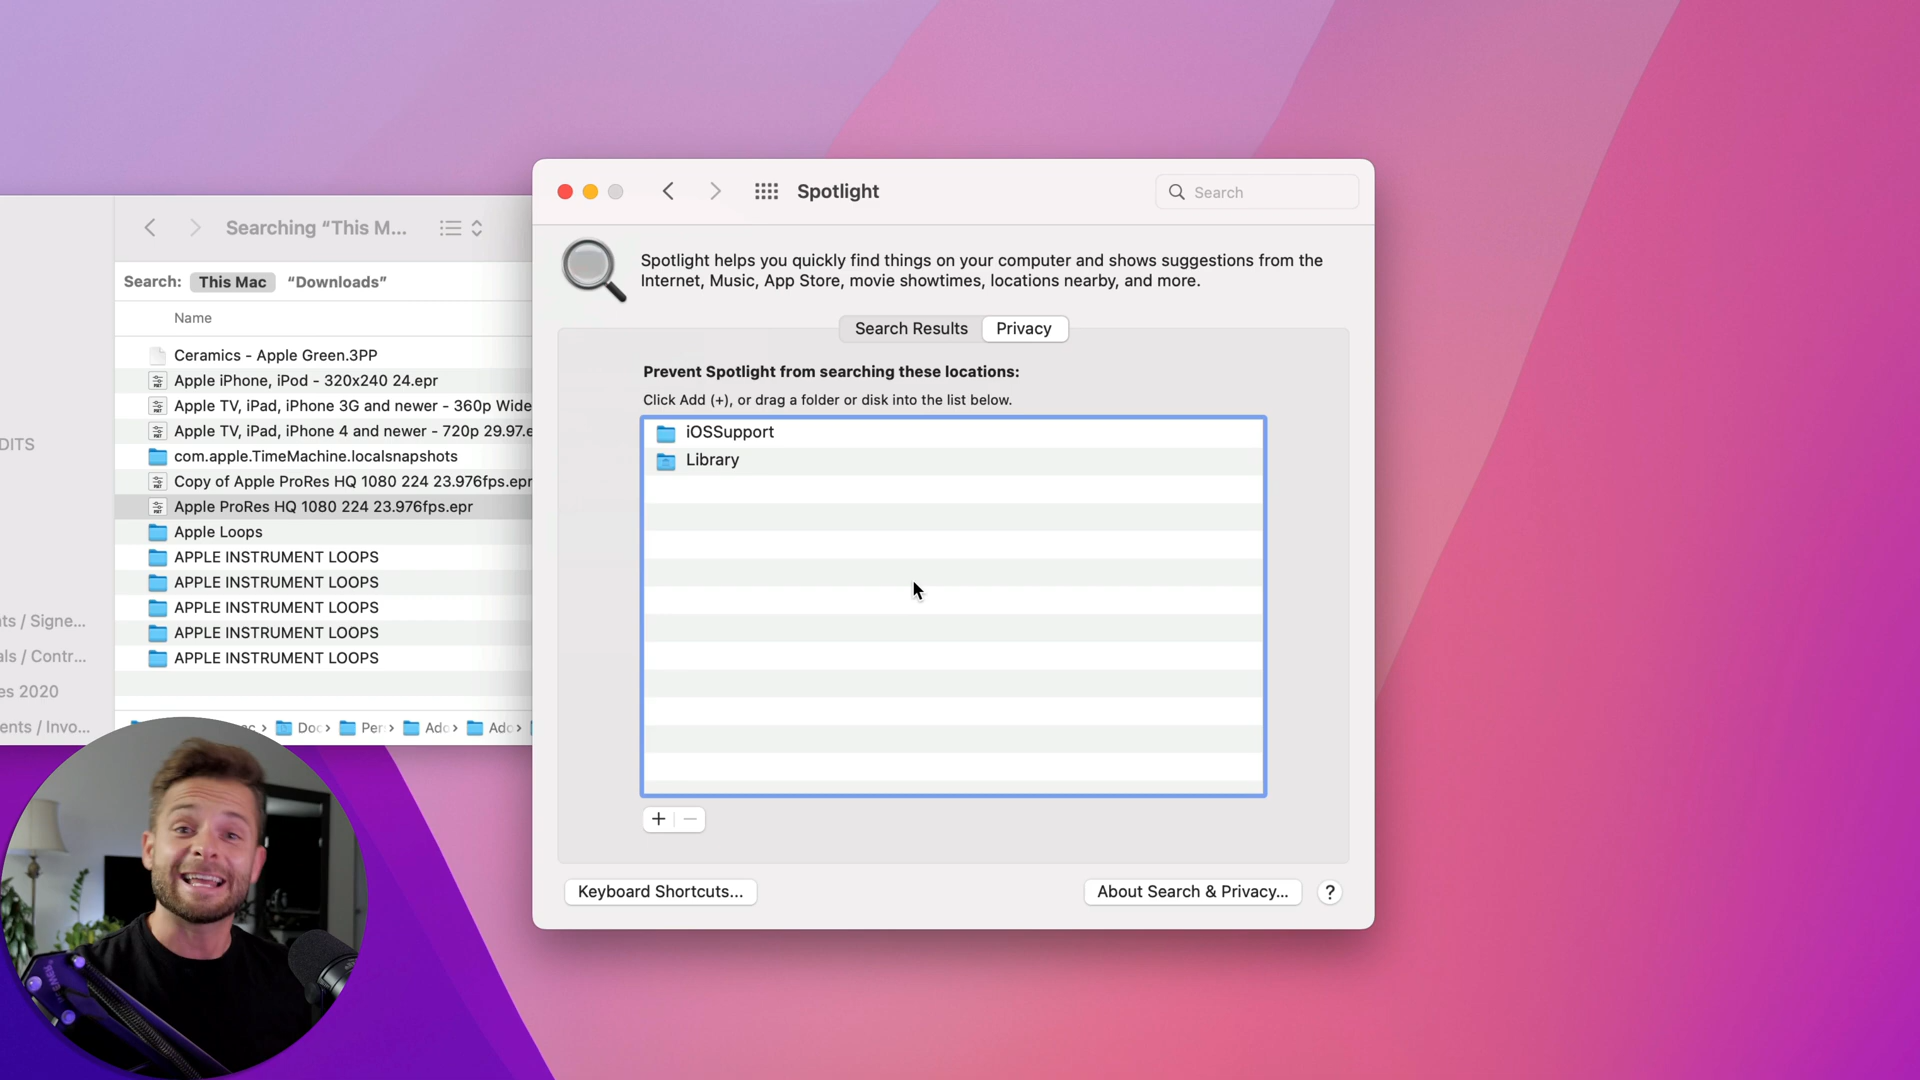 Searching “This M...
Search: This Mac “Downloads”
Name
Ceramics - Apple Green.3PP
Apple iPhone, iPod - 320x240 24.epr
Apple TV, iPad, iPhone 3G and newer - 360p Wide
Apple TV, iPad, iPhone 4 and newer - 720p 29.97.e
com.apple.TimeMachine.localsnapshots
Copy of Apple ProRes HQ 1080 224 23.976fps.epr
Apple ProRes HQ 1080 224 23.976fps.epr
Apple Loops
APPLE INSTRUMENT LOOPS
APPLE INSTRUMENT LOOPS
APPLE INSTRUMENT LOOPS
APPLE INSTRUMENT LOOPS
APPLE INSTRUMENT LOOPS
Doc Per Ado Ado
DITS
ts / Signe...
als / Contr...
es 2020
ents / Invo...
Spotlight
Search
Spotlight helps you quickly find things on your computer and shows suggestions from the
Internet, Music, App Store, movie showtimes, locations nearby, and more.
Search Results Privacy
Prevent Spotlight from searching these locations:
Click Add (+), or drag a folder or disk into the list below.
iOSSupport
Library
+ −
Keyboard Shortcuts...
About Search & Privacy... ?